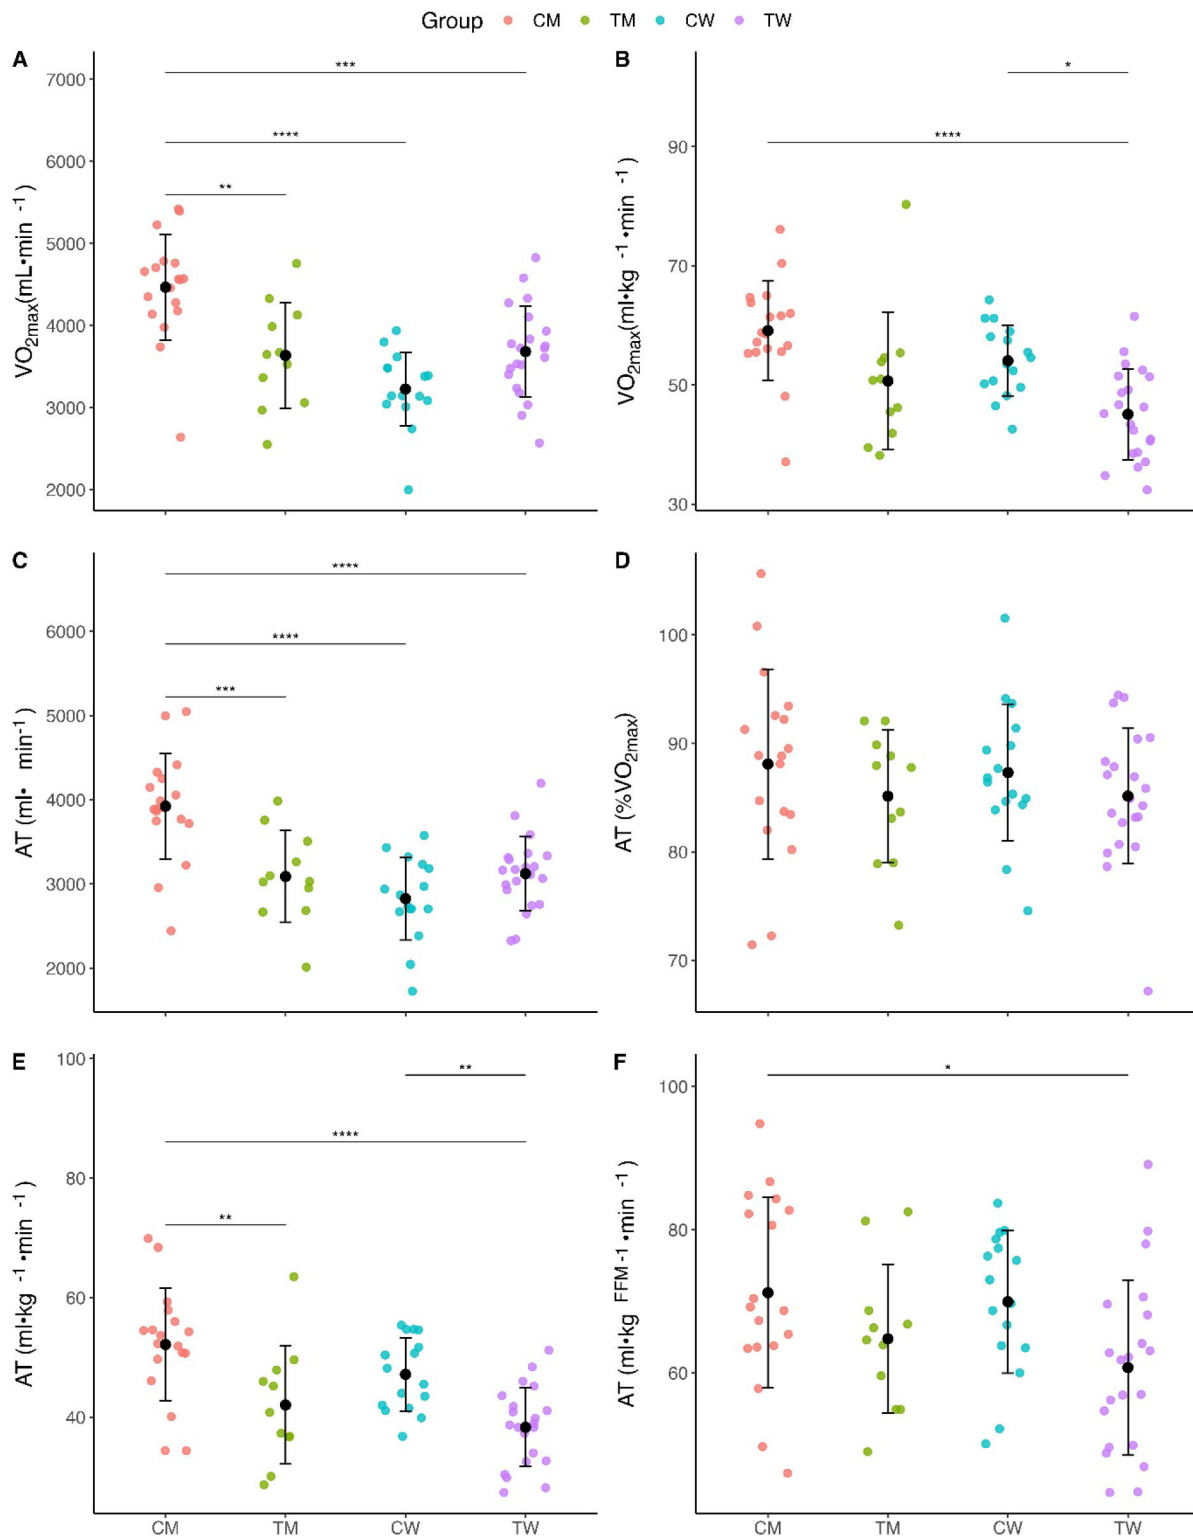 Group CM TM CW TW
A
7000
6000
5000
4000
3000
2000
VO2max(mL•min -1 )
***
****
**
B
90
70
50
30
VO2max(ml•kg -1 •min -1 )
*
****
C
6000
5000
4000
3000
2000
AT (ml• min-1 )
****
****
***
D
100
90
80
70
AT (%VO2max)
E
100
80
60
40
AT (ml•kg -1 •min -1 )
**
****
**
CM TM CW TW
F
100
80
60
AT (ml•kg FFM -1 •min -1 )
*
CM TM CW TW